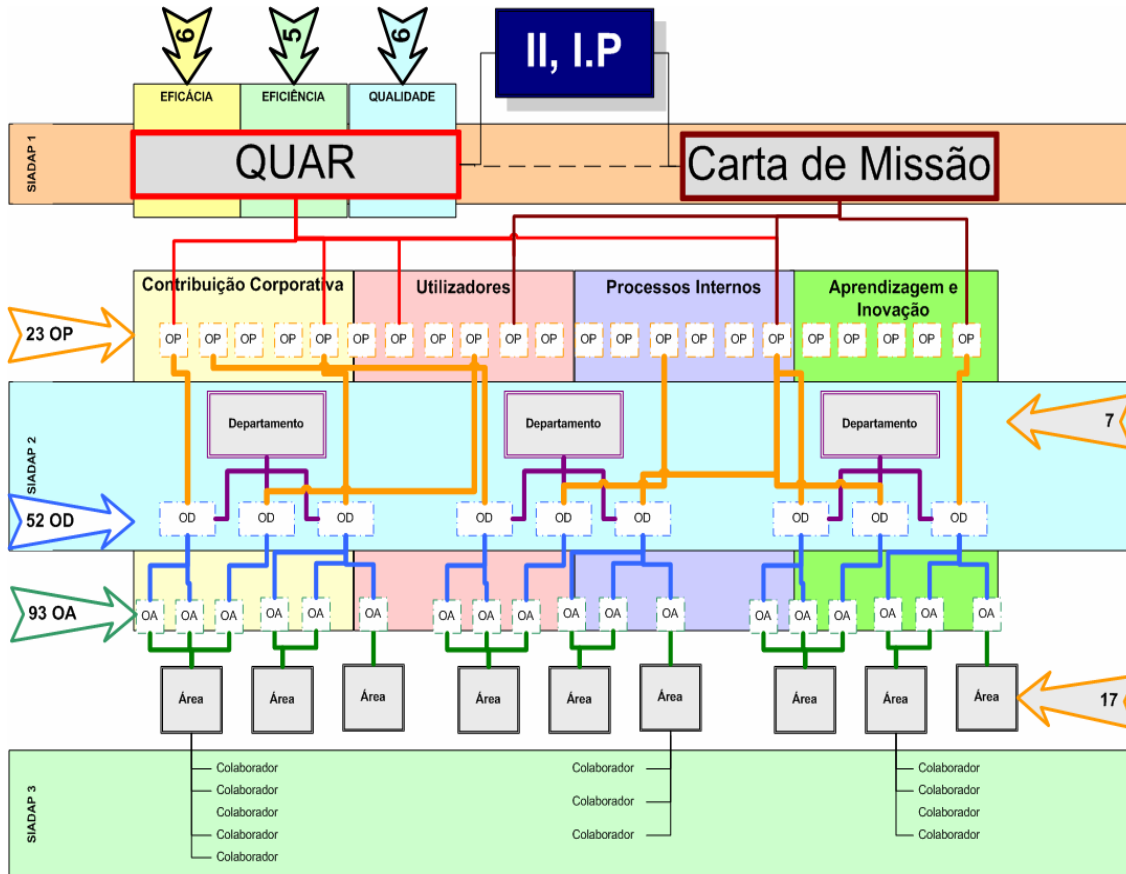 6
5
6
II, I.P
EFICÁCIA
EFICIÊNCIA
QUALIDADE
SIADAP 1
QUAR
Carta de Missão
Contribuição Corporativa
Utilizadores
Processos Internos
Aprendizagem e
Inovação
23 OP
OP OP OP OP OP OP OP OP OP OP OP OP OP OP OP OP OP OP OP OP OP OP
SIADAP 2
Departamento
Departamento
Departamento
7
52 OD
OD OD OD OD OD OD OD OD OD
93 OA
OA OA OA OA OA OA OA OA OA OA OA OA OA OA OA OA OA OA
Área Área Área Área Área Área Área Área Área
17
SIADAP 3
Colaborador Colaborador Colaborador
Colaborador Colaborador
Colaborador
Colaborador Colaborador
Colaborador Colaborador Colaborador
Colaborador